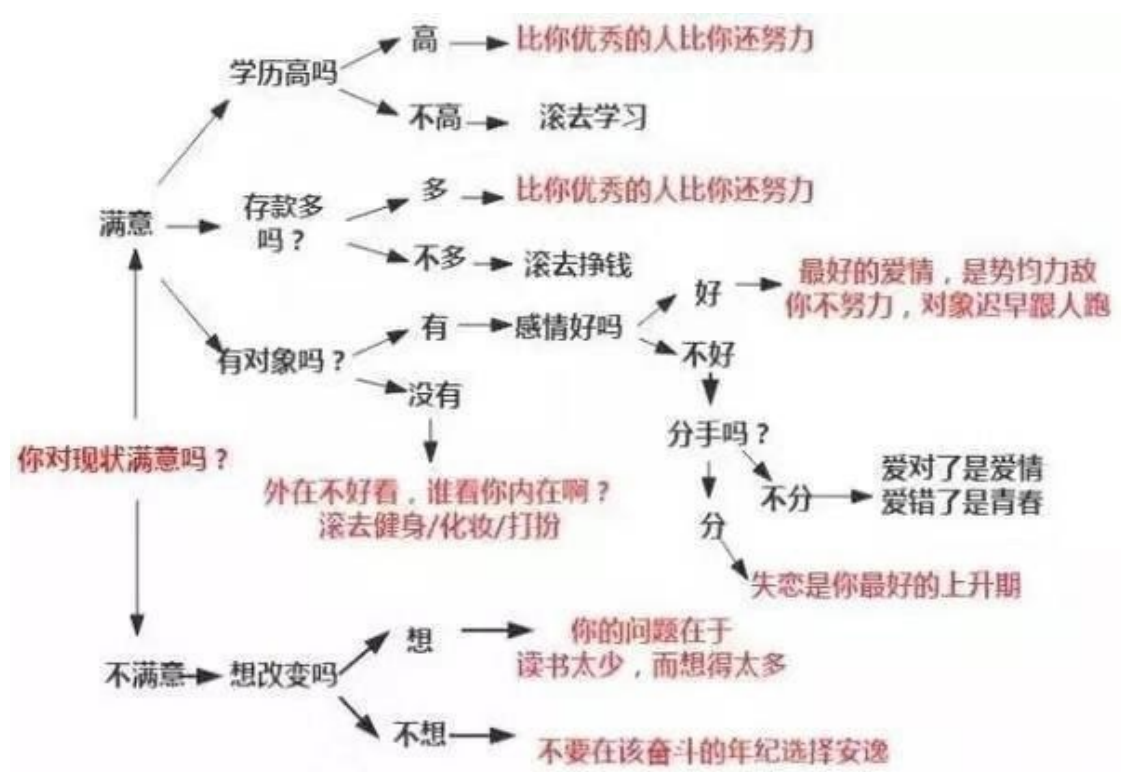 高
比你优秀的人比你还努力
学历高吗
不高
滚去学习
多
比你优秀的人比你还努力
存款多
吗？
满意
不多
滚去挣钱
最好的爱情，是势均力敌
你不努力，对象迟早跟人跑
好
有
感情好吗
不好
有对象吗？
没有
分手吗？
你对现状满意吗？
爱对了是爱情
爱错了是青春
不分
外在不好看，谁看你内在啊？
滚去健身/化妆/打扮
分
失恋是你最好的上升期
想
你的问题在于
读书太少，而想得太多
不满意
想改变吗
不想
不要在该奋斗的年纪选择安逸